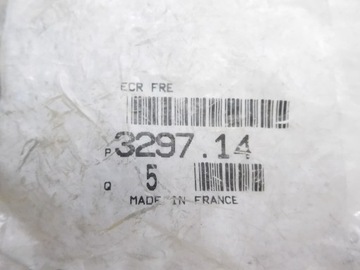 ECR FRE
P 3297.14
Q 5
MADE IN FRANCE